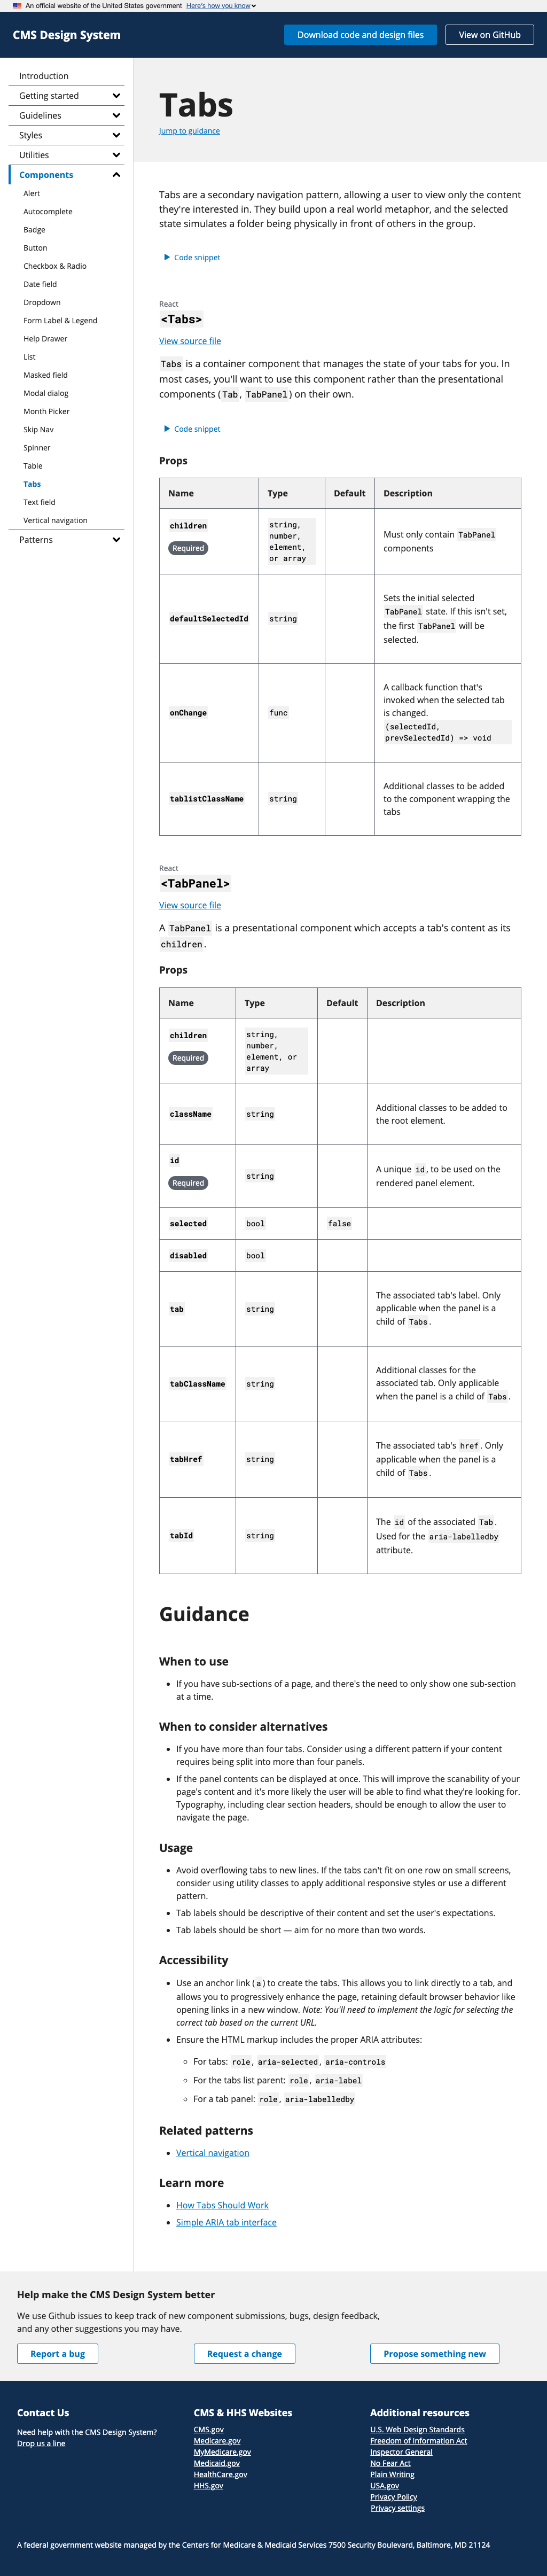 An official website of the United States government Here's how you know
CMS Design System
Download code and design files
View on GitHub
Introduction
Getting started
Guidelines
Styles
Utilities
Components
Alert
Autocomplete
Badge
Button
Checkbox & Radio
Date field
Dropdown
Form Label & Legend
Help Drawer
List
Masked field
Modal dialog
Month Picker
Skip Nav
Spinner
Table
Tabs
Text field
Vertical navigation
Patterns
Tabs
Jump to guidance
Tabs are a secondary navigation pattern, allowing a user to view only the content
they're interested in. They build upon a real world metaphor, and the selected
state simulates a folder being physically in front of others in the group.
Code snippet
React
<Tabs>
View source file
Tabs is a container component that manages the state of your tabs for you. In
most cases, you'll want to use this component rather than the presentational
components (Tab, TabPanel) on their own.
Code snippet
Props
Name Type Default Description
children
Required
string,
number,
element,
or array
Must only contain TabPanel
components
defaultSelectedId
string
Sets the initial selected
TabPanel state. If this isn't set,
the first TabPanel will be
selected.
onChange
func
A callback function that's
invoked when the selected tab
is changed.
(selectedId,
prevSelectedId) => void
tablistClassName
string
Additional classes to be added
to the component wrapping the
tabs
React
<TabPanel>
View source file
A TabPanel is a presentational component which accepts a tab's content as its
children.
Props
Name Type Default Description
children
Required
string,
number,
element, or
array
className
string
Additional classes to be added to
the root element.
id
Required
string
A unique id, to be used on the
rendered panel element.
selected bool false
disabled bool
tab
string
The associated tab's label. Only
applicable when the panel is a
child of Tabs.
tabClassName
string
Additional classes for the
associated tab. Only applicable
when the panel is a child of Tabs.
tabHref
string
The associated tab's href. Only
applicable when the panel is a
child of Tabs.
tabId
string
The id of the associated Tab.
Used for the aria-labelledby
attribute.
Guidance
When to use
• If you have sub-sections of a page, and there's the need to only show one sub-section
at a time.
When to consider alternatives
• If you have more than four tabs. Consider using a different pattern if your content
requires being split into more than four panels.
• If the panel contents can be displayed at once. This will improve the scanability of your
page's content and it's more likely the user will be able to find what they're looking for.
Typography, including clear section headers, should be enough to allow the user to
navigate the page.
Usage
• Avoid overflowing tabs to new lines. If the tabs can't fit on one row on small screens,
consider using utility classes to apply additional responsive styles or use a different
pattern.
• Tab labels should be descriptive of their content and set the user's expectations.
• Tab labels should be short — aim for no more than two words.
Accessibility
• Use an anchor link (a) to create the tabs. This allows you to link directly to a tab, and
allows you to progressively enhance the page, retaining default browser behavior like
opening links in a new window. Note: You'll need to implement the logic for selecting the
correct tab based on the current URL.
• Ensure the HTML markup includes the proper ARIA attributes:
◦ For tabs: role, aria-selected, aria-controls
◦ For the tabs list parent: role, aria-label
◦ For a tab panel: role, aria-labelledby
Related patterns
• Vertical navigation
Learn more
• How Tabs Should Work
• Simple ARIA tab interface
Help make the CMS Design System better
We use Github issues to keep track of new component submissions, bugs, design feedback,
and any other suggestions you may have.
Report a bug
Request a change
Propose something new
Contact Us
Need help with the CMS Design System?
Drop us a line
CMS & HHS Websites
CMS.gov
Medicare.gov
MyMedicare.gov
Medicaid.gov
HealthCare.gov
HHS.gov
Additional resources
U.S. Web Design Standards
Freedom of Information Act
Inspector General
No Fear Act
Plain Writing
USA.gov
Privacy Policy
Privacy settings
A federal government website managed by the Centers for Medicare & Medicaid Services 7500 Security Boulevard, Baltimore, MD 21124